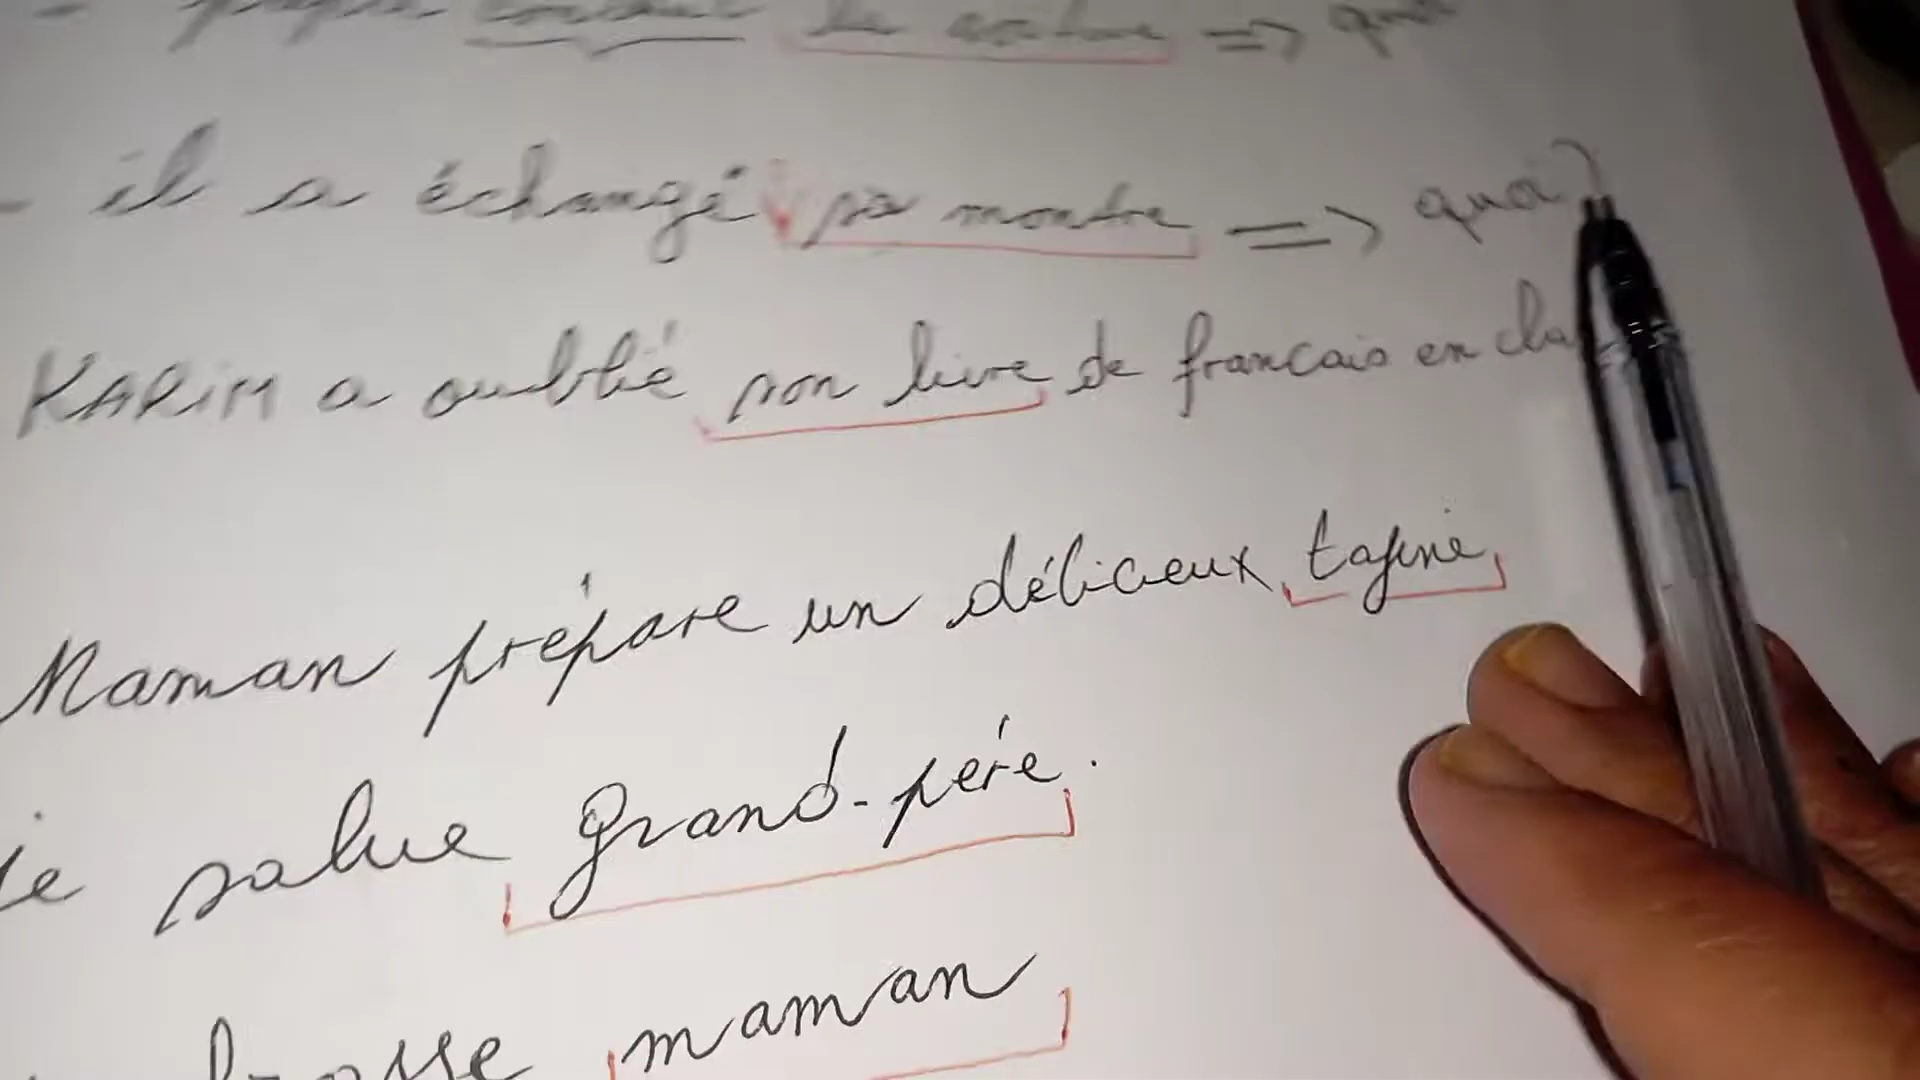 - il a échangé sa montre => quoi?
KARIM a oublié son livre de francais en cla
Maman prépare un délicieux tajine
Je salue grand-père.
maman